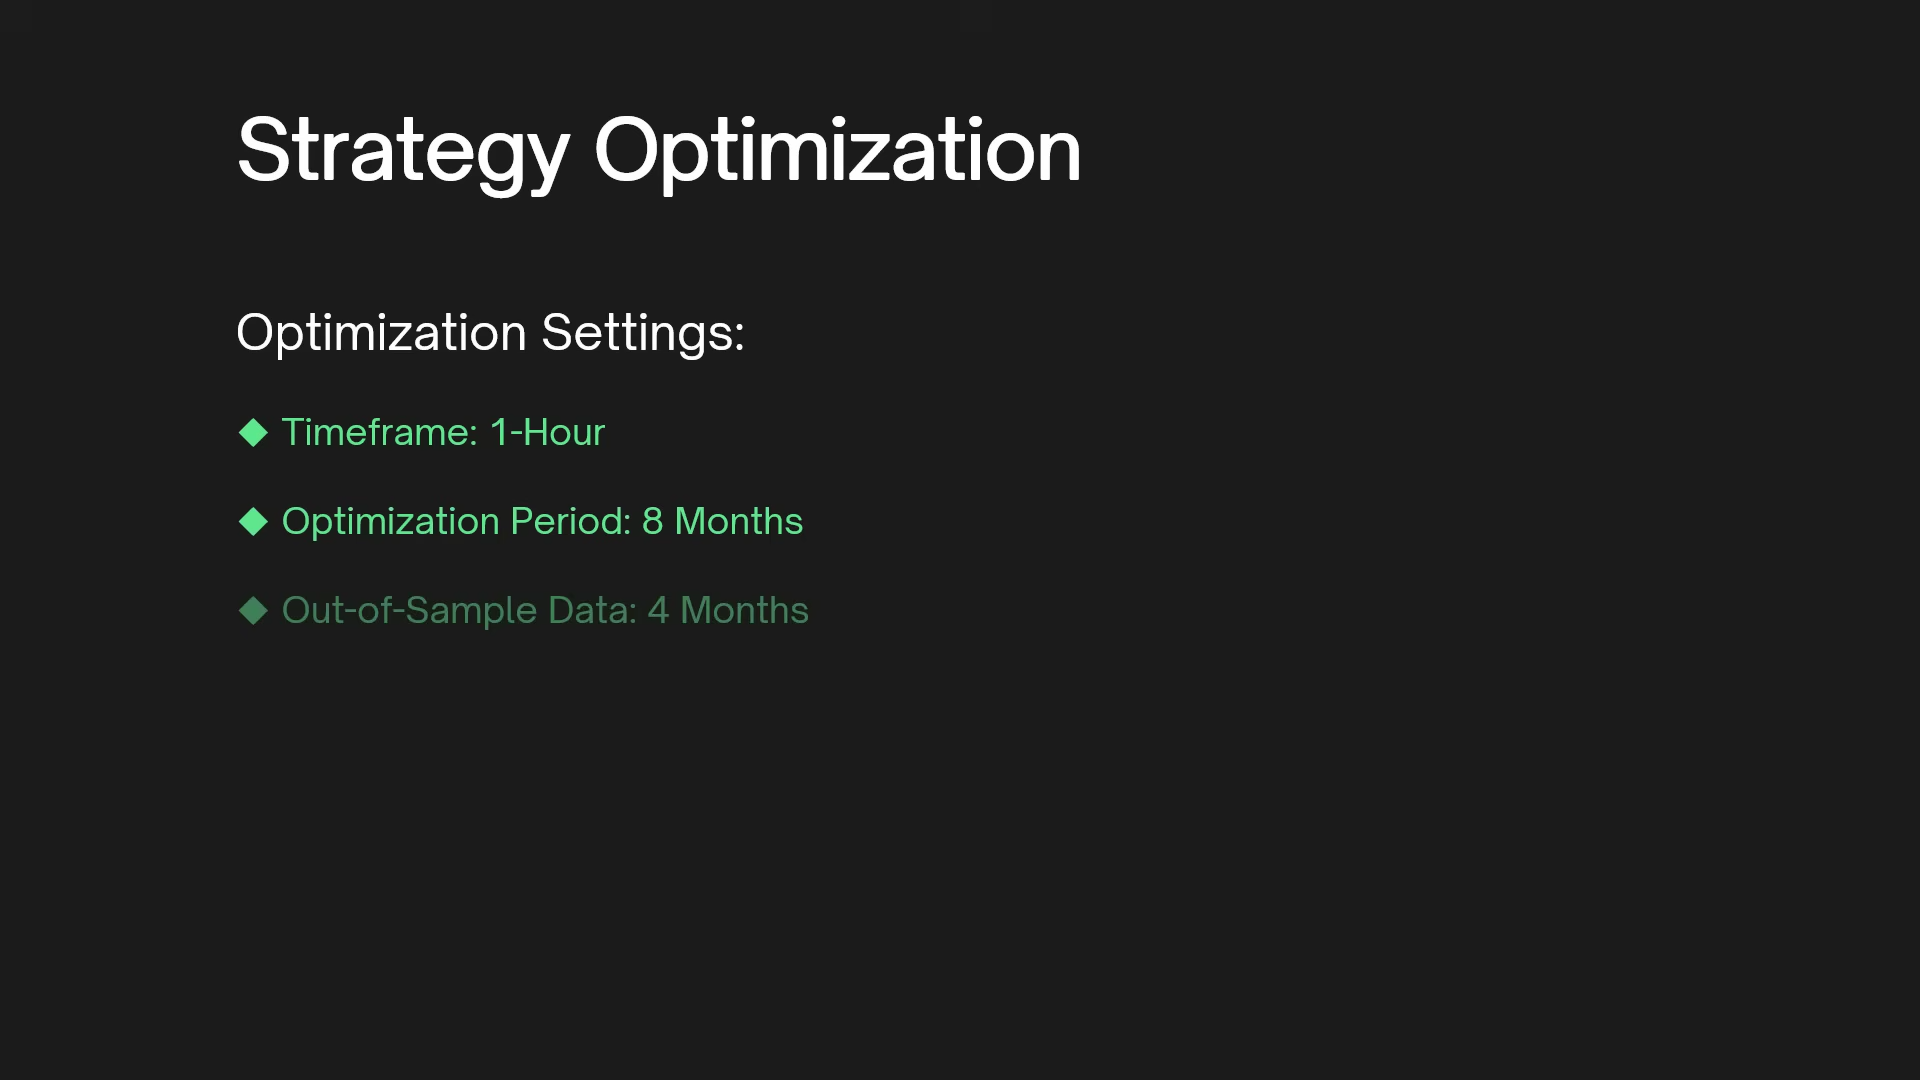 Strategy Optimization
Optimization Settings:
◆ Timeframe: 1-Hour
◆ Optimization Period: 8 Months
◆ Out-of-Sample Data: 4 Months